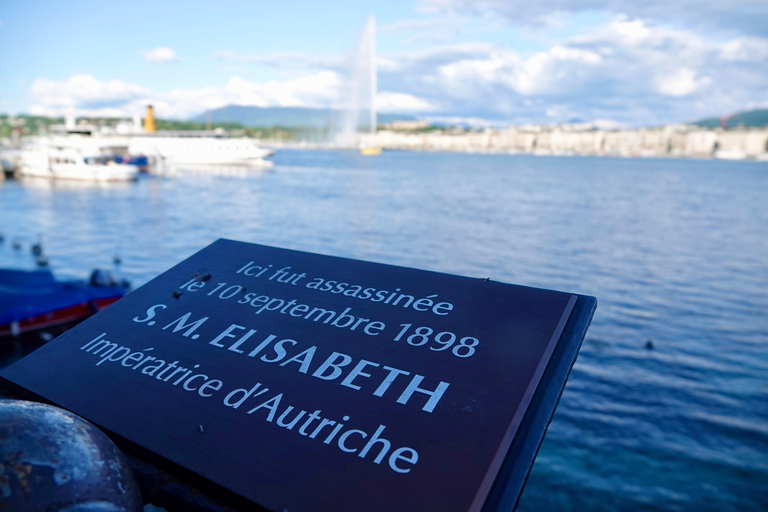 Ici fut assassinée
le 10 septembre 1898
S. M. ELISABETH
Impératrice d'Autriche